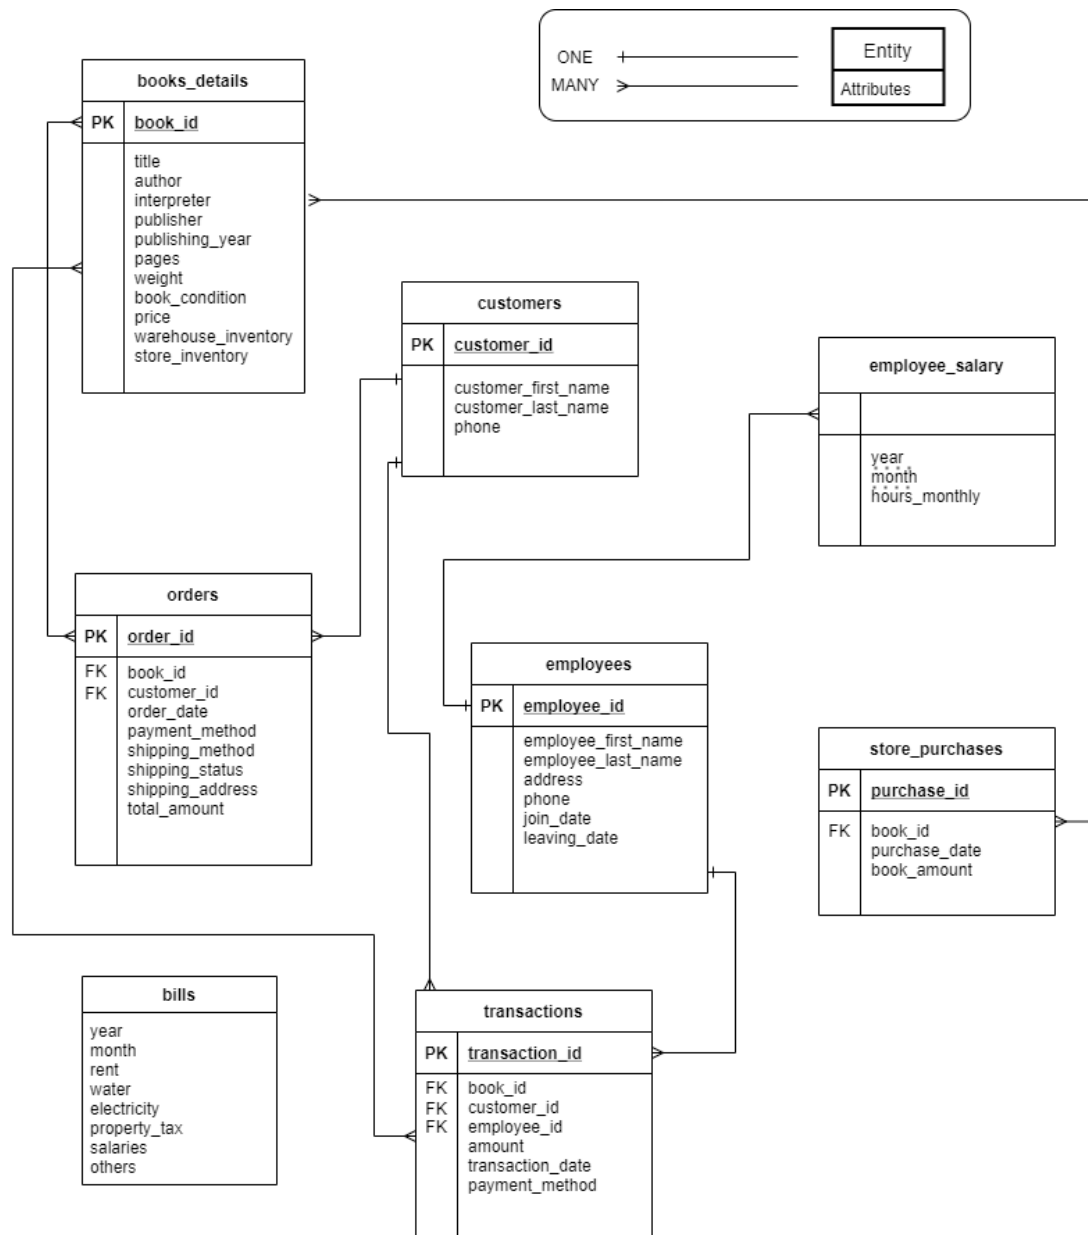 ONE
MANY
Entity
Attributes
books_details
PK book_id
title
author
interpreter
publisher
publishing_year
pages
weight
book_condition
price
warehouse_inventory
store_inventory
customers
PK customer_id
customer_first_name
customer_last_name
phone
employee_salary
year
month
hours_monthly
orders
PK order_id
FK book_id
FK customer_id
order_date
payment_method
shipping_method
shipping_status
shipping_address
total_amount
employees
PK employee_id
employee_first_name
employee_last_name
address
phone
join_date
leaving_date
store_purchases
PK purchase_id
FK book_id
purchase_date
book_amount
bills
year
month
rent
water
electricity
property_tax
salaries
others
transactions
PK transaction_id
FK book_id
FK customer_id
FK employee_id
amount
transaction_date
payment_method